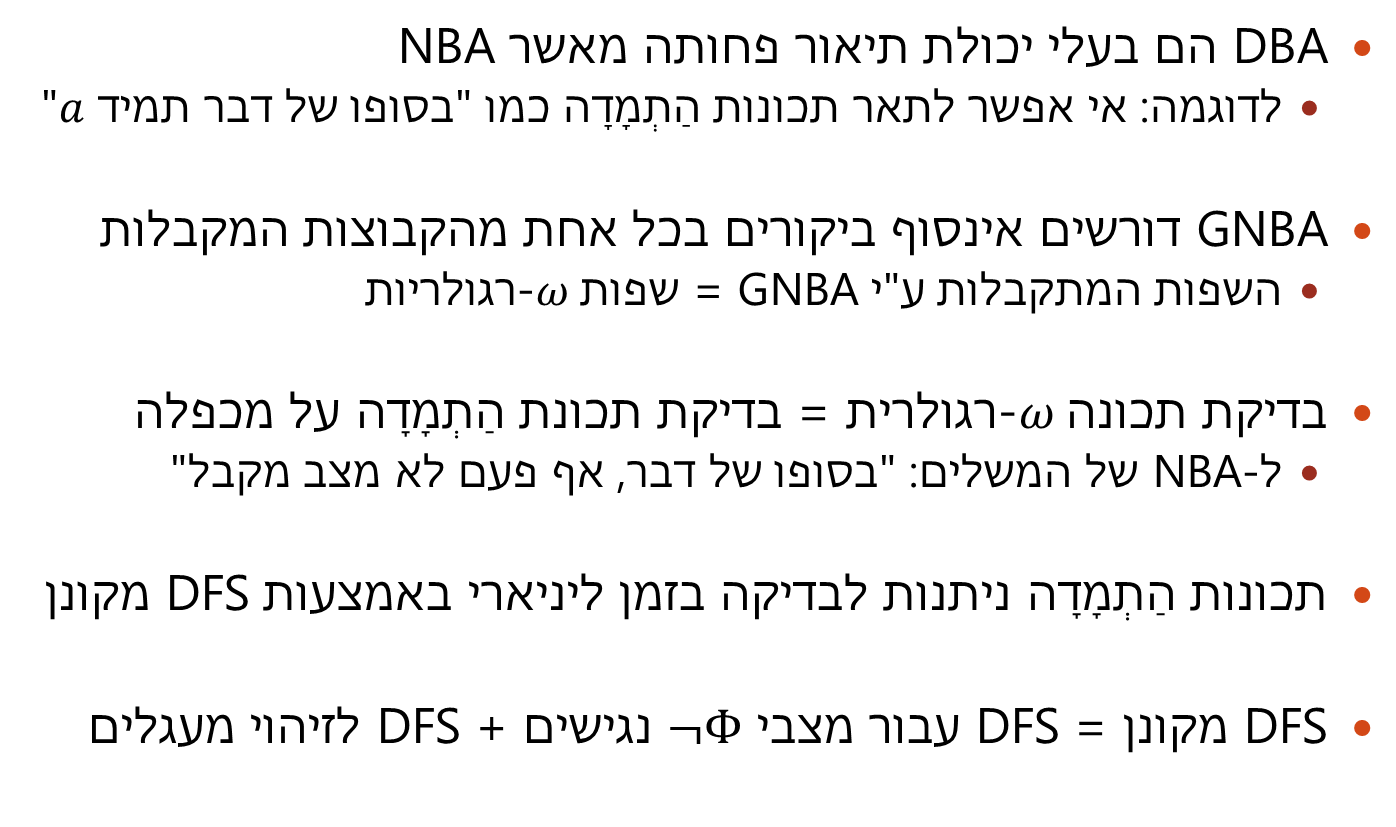 • DBA הם בעלי יכולת תיאור פחותה מאשר NBA
• לדוגמה: אי אפשר לתאר תכונות הַתְמָדָה כמו "בסופו של דבר תמיד a"
• GNBA דורשים אינסוף ביקורים בכל אחת מהקבוצות המקבלות
• השפות המתקבלות ע"י GNBA = שפות ω-רגולריות
• בדיקת תכונה ω-רגולרית = בדיקת תכונת הַתְמָדָה על מכפלה
• ל-NBA של המשלים: "בסופו של דבר, אף פעם לא מצב מקבל"
• תכונות הַתְמָדָה ניתנות לבדיקה בזמן ליניארי באמצעות DFS מקונן
• DFS מקונן = DFS עבור מצבי ¬Φ נגישים + DFS לזיהוי מעגלים